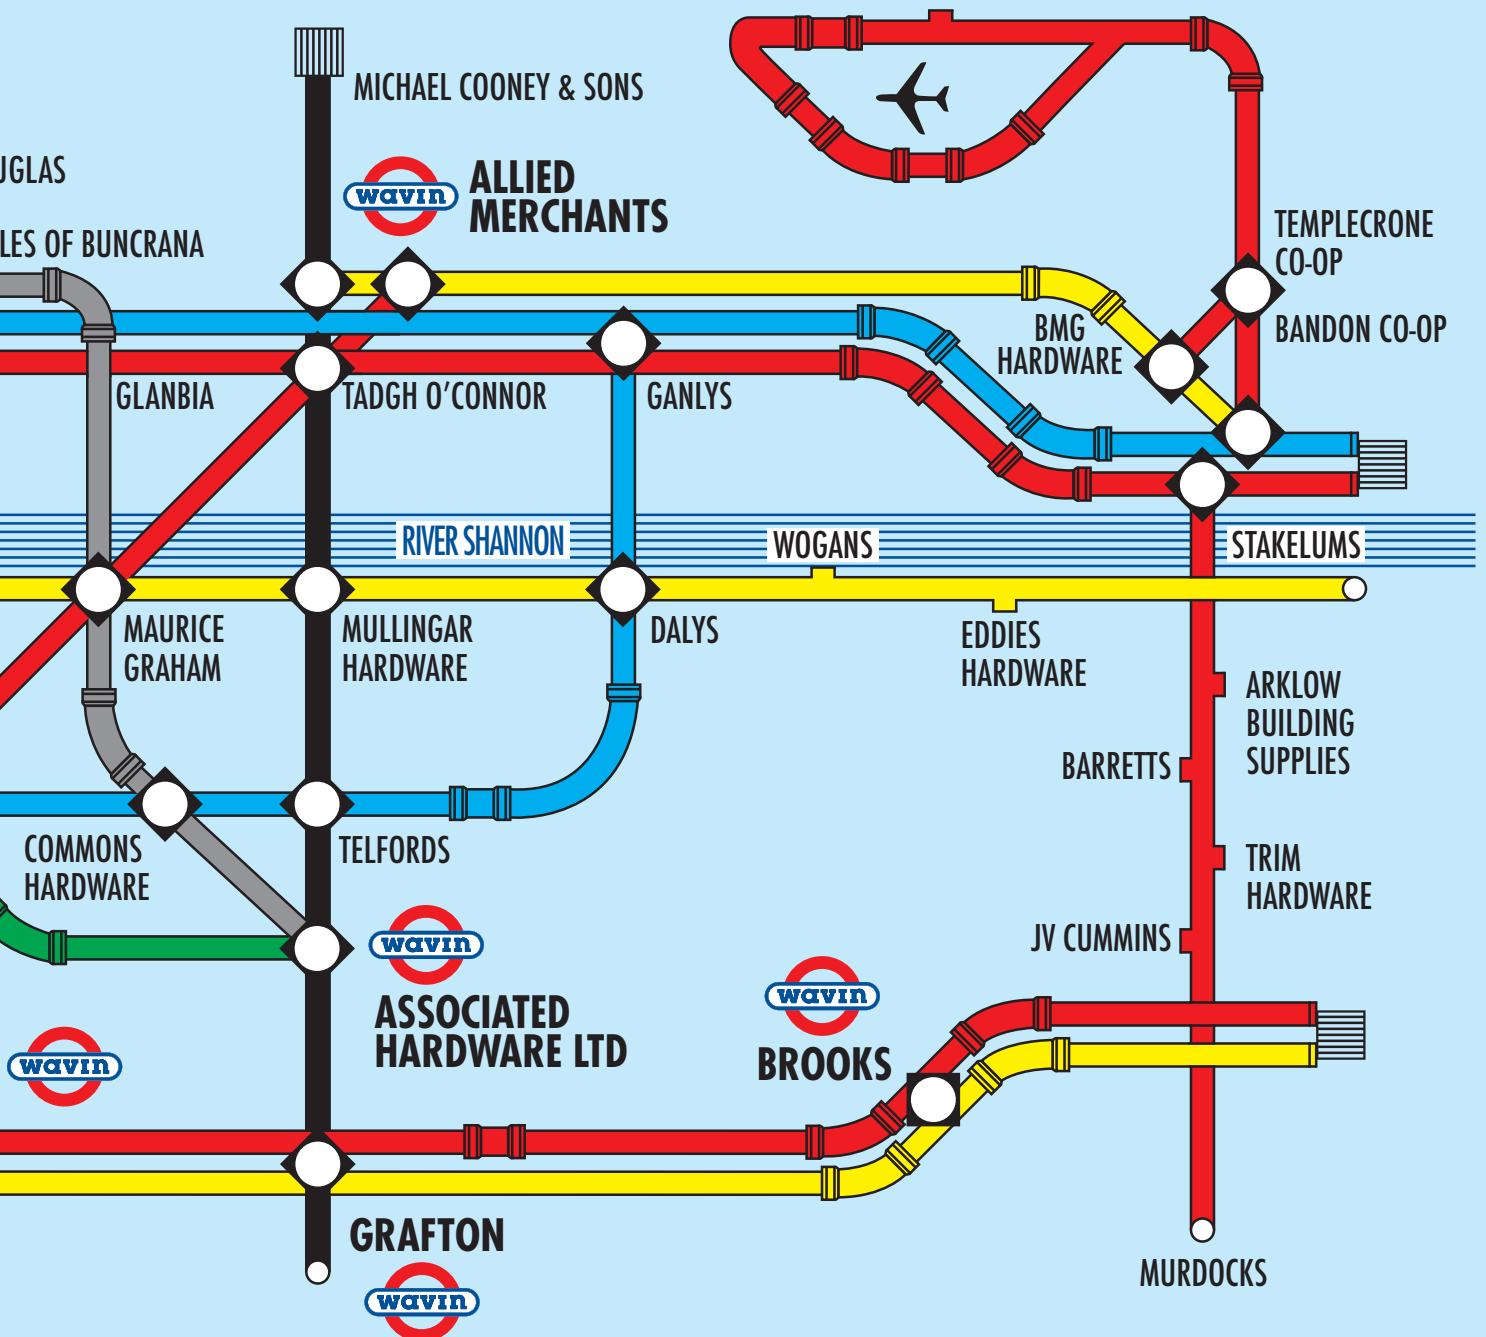 MICHAEL COONEY & SONS
UGLAS
wavin
ALLIED
MERCHANTS
LES OF BUNCRANA
TEMPLECRONE
CO-OP
BMG
HARDWARE
BANDON CO-OP
GLANBIA
TADGH O'CONNOR
GANLYS
RIVER SHANNON
WOGANS
STAKELUMS
MAURICE
GRAHAM
MULLINGAR
HARDWARE
DALYS
EDDIES
HARDWARE
ARKLOW
BUILDING
SUPPLIES
BARRETTS
COMMONS
HARDWARE
TELFORDS
TRIM
HARDWARE
JV CUMMINS
wavin
ASSOCIATED
HARDWARE LTD
wavin
BROOKS
wavin
GRAFTON
wavin
MURDOCKS